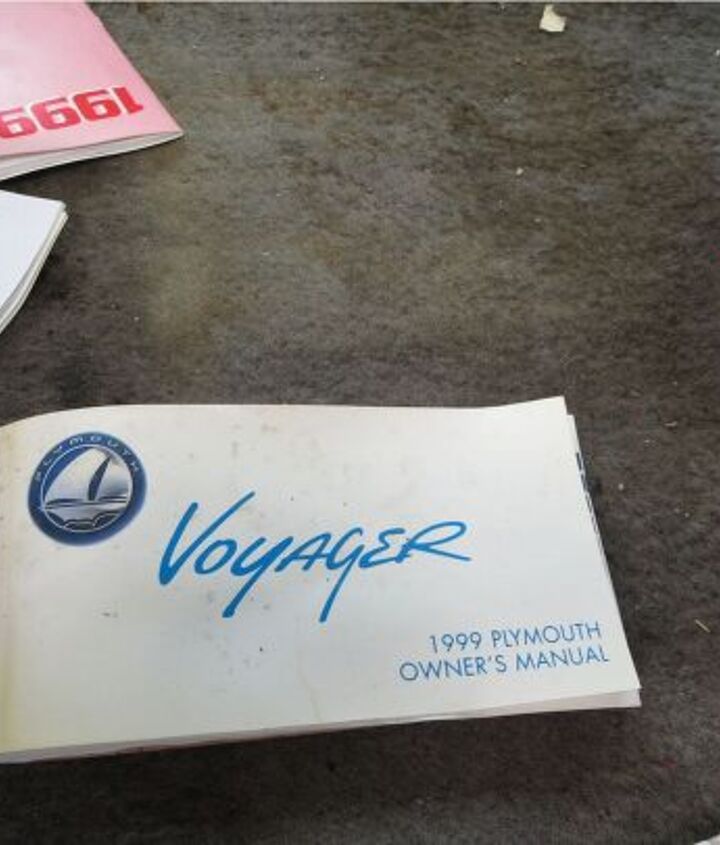 1999
PLYMOUTH
VOYAGER
1999 PLYMOUTH
OWNER'S MANUAL